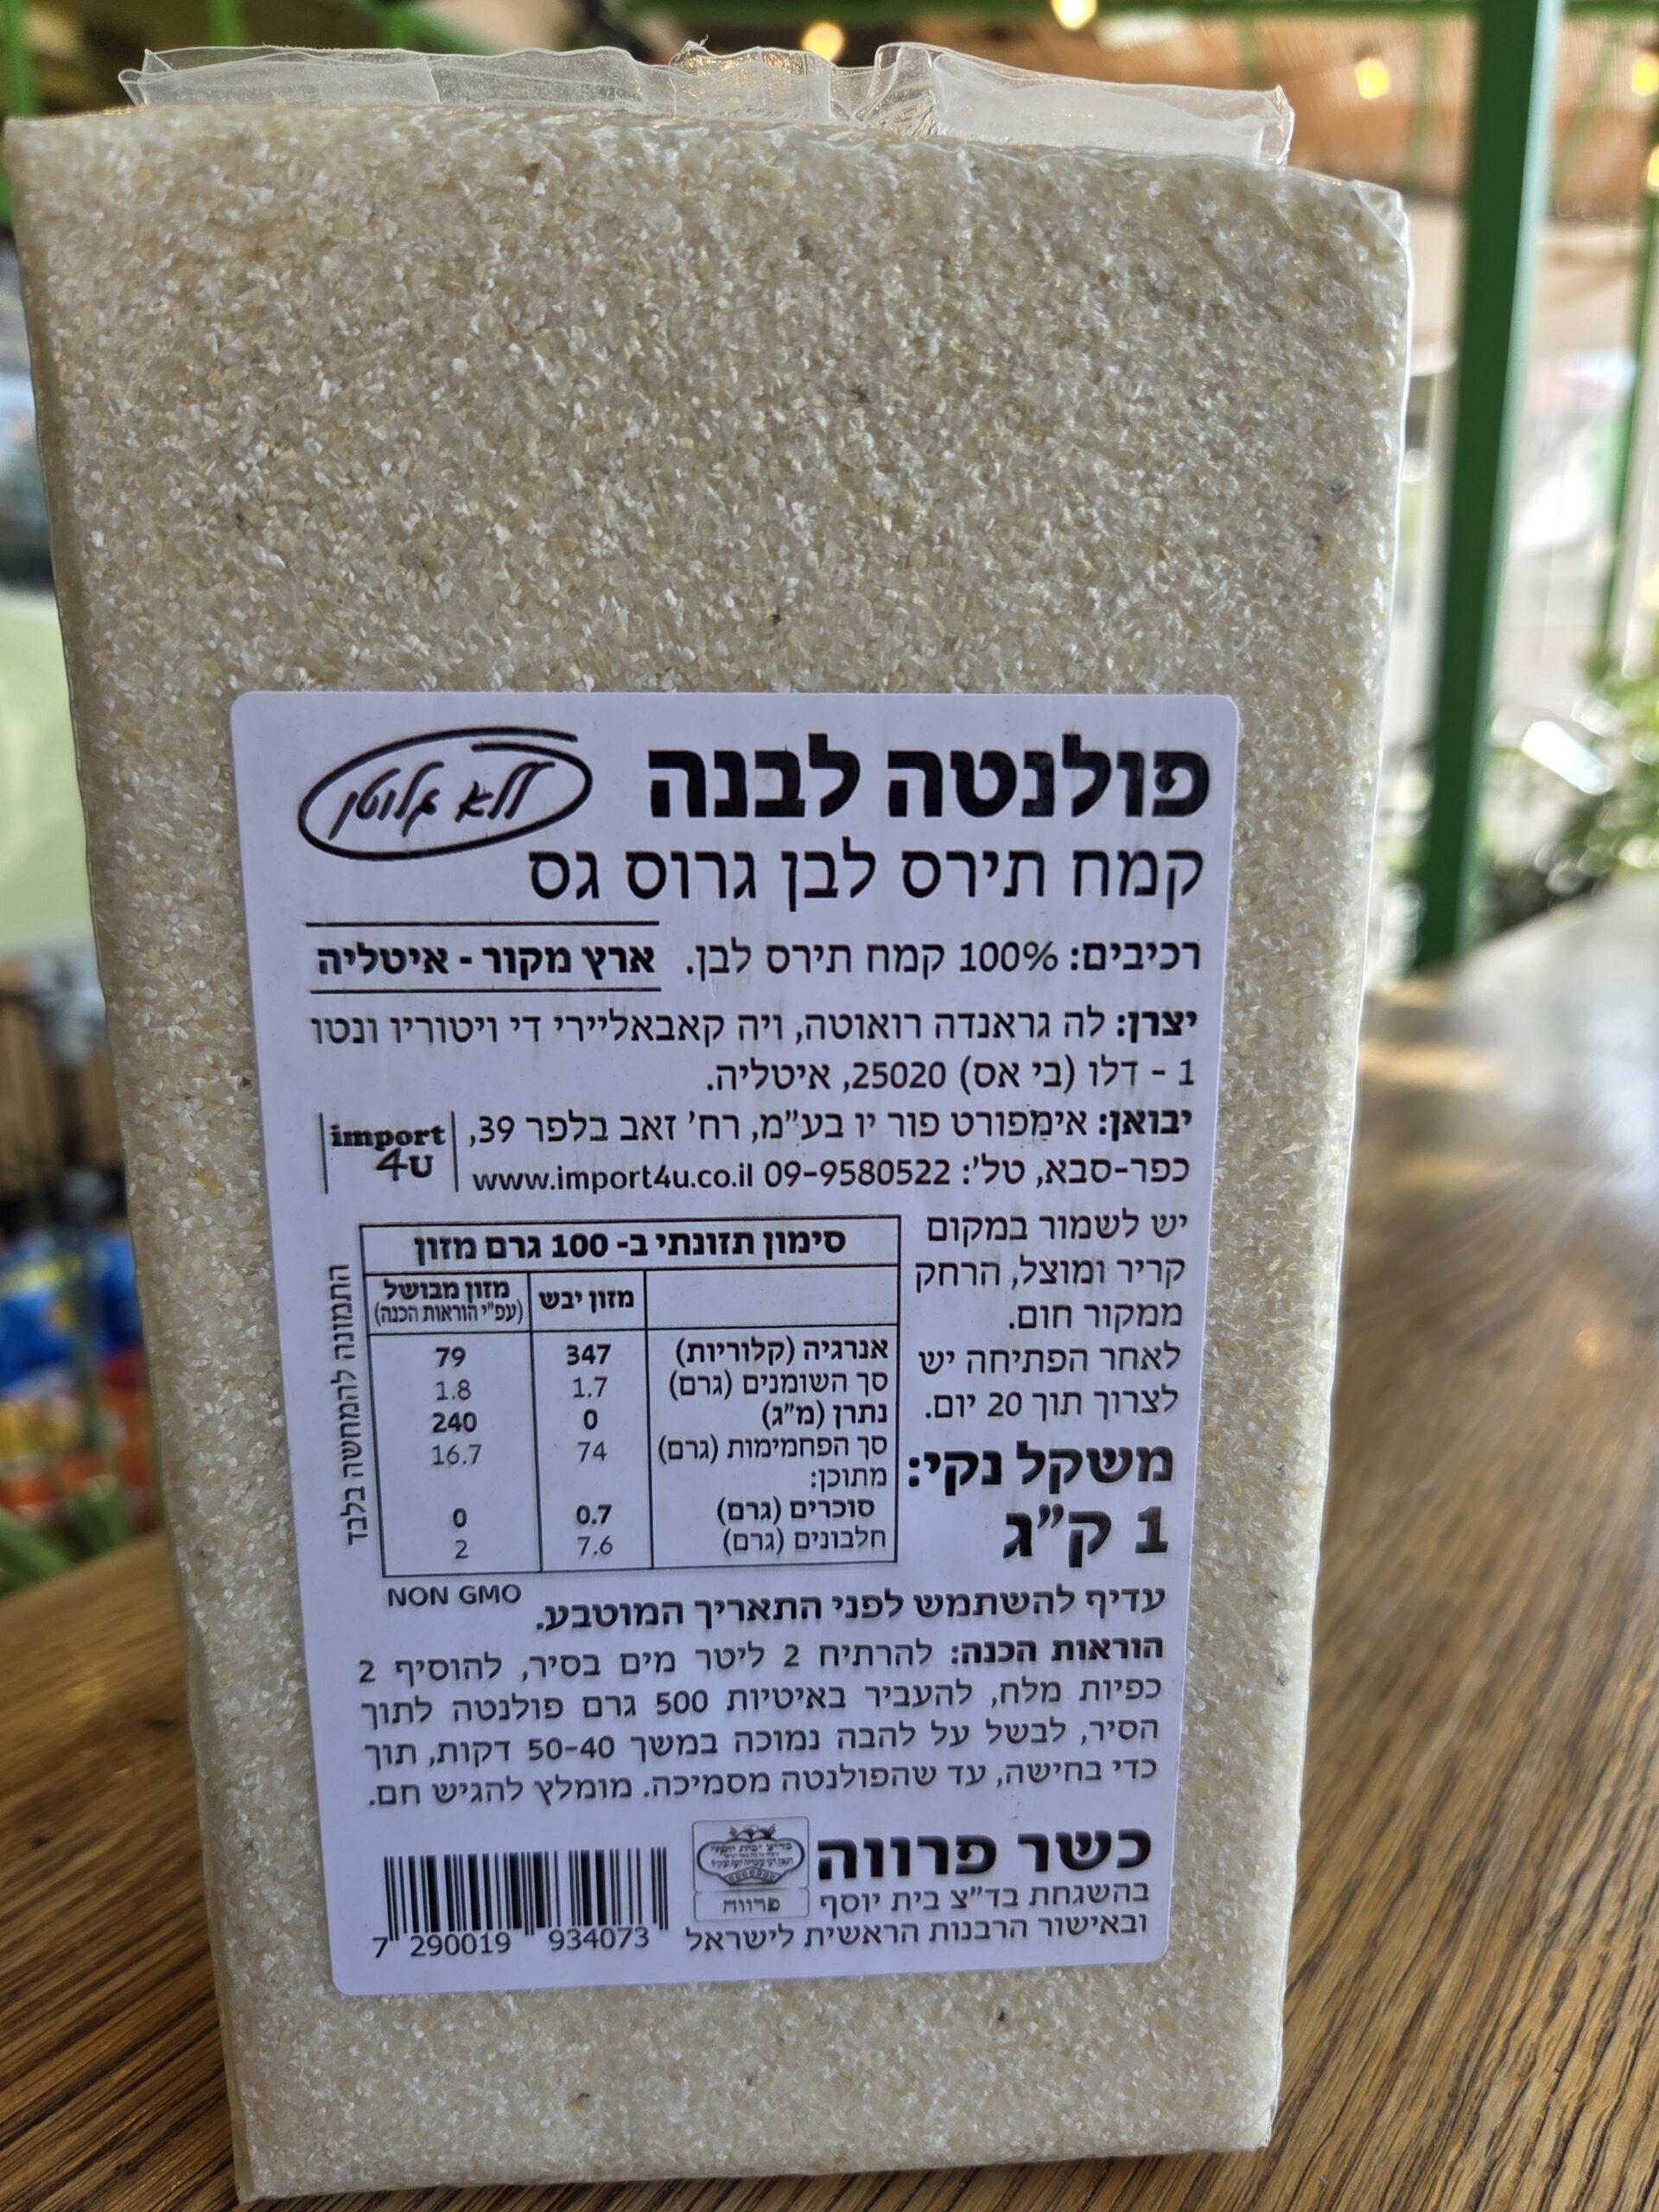 פולנטה לבנה
ללא גלוטן
קמח תירס לבן גרוס גס
רכיבים: 100% קמח תירס לבן. ארץ מקור - איטליה
יצרן: לה גראנדה רואוטה, ויה קאבאליירי די ויטוריו ונטו
1 - דלו (בי אס) 25020, איטליה.
יבואן: אימפורט פור יו בע"מ, רח' זאב בלפר 39,
כפר-סבא, טל': 09-9580522 www.import4u.co.il
import
4U
יש לשמור במקום
קריר ומוצל, הרחק
ממקור חום.
לאחר הפתיחה יש
לצרוך תוך 20 יום.
משקל נקי:
1 ק"ג
סימון תזונתי ב- 100 גרם מזון
מזון יבש מזון מבושל
(עפ"י הוראות הכנה)
אנרגיה (קלוריות) 347 79
סך השומנים (גרם) 1.7 1.8
נתרן (מ"ג) 0 240
סך הפחמימות (גרם) 74 16.7
מתוכן:
סוכרים (גרם) 0.7 0
חלבונים (גרם) 7.6 2
התמונה להמחשה בלבד
NON GMO
עדיף להשתמש לפני התאריך המוטבע.
הוראות הכנה: להרתיח 2 ליטר מים בסיר, להוסיף 2
כפיות מלח, להעביר באיטיות 500 גרם פולנטה לתוך
הסיר, לבשל על להבה נמוכה במשך 50-40 דקות, תוך
כדי בחישה, עד שהפולנטה מסמיכה. מומלץ להגיש חם.
כשר פרווה
בהשגחת בד"צ בית יוסף
ובאישור הרבנות הראשית לישראל
בד"צ "בית יוסף"
פרווה
7 290019 934073